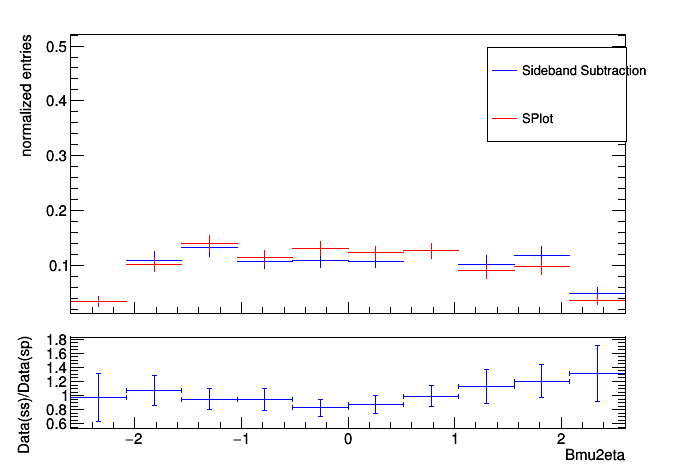 normalized entries
0.5
0.4
0.3
0.2
0.1
Sideband Subtraction
SPlot
Data(ss)/Data(sp)
1.8
1.6
1.4
1.2
1
0.8
0.6
−2 −1 0 1 2
Bmu2eta